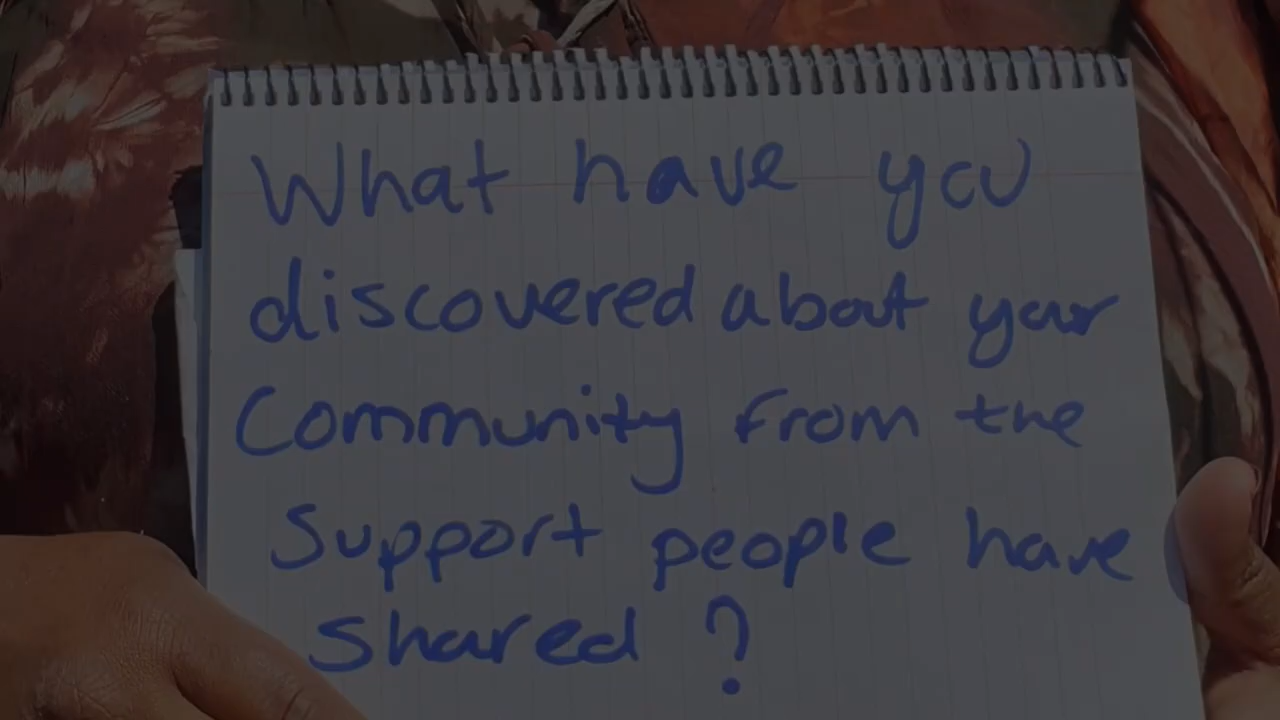 What have you
discovered about your
Community from the
Support people have
shared?